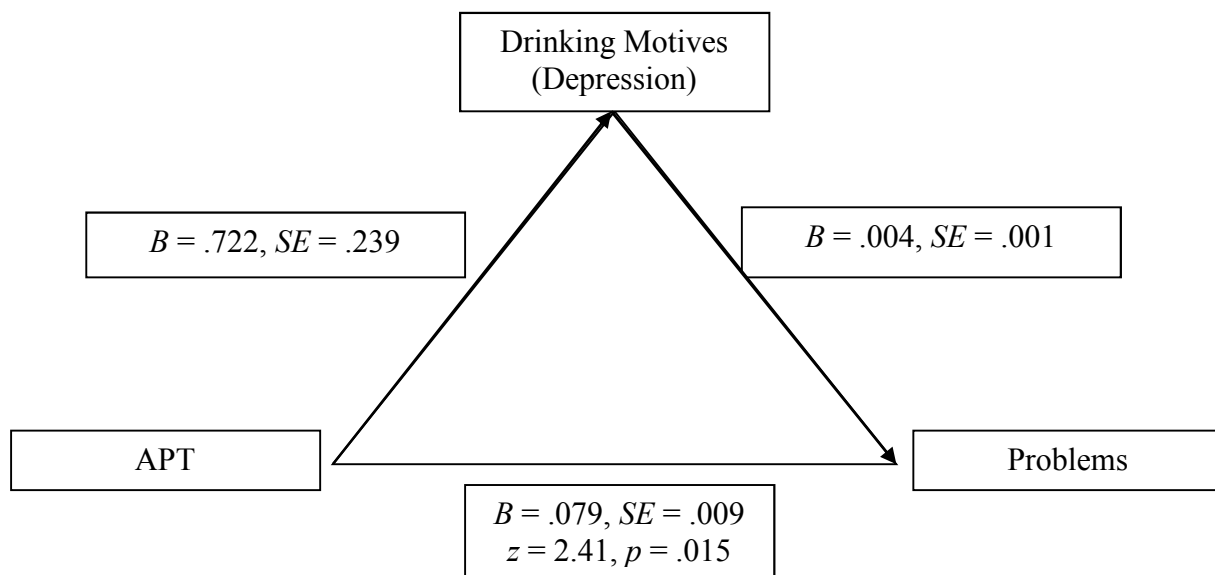 Drinking Motives
(Depression)
B = .722, SE = .239
B = .004, SE = .001
APT
Problems
B = .079, SE = .009
z = 2.41, p = .015